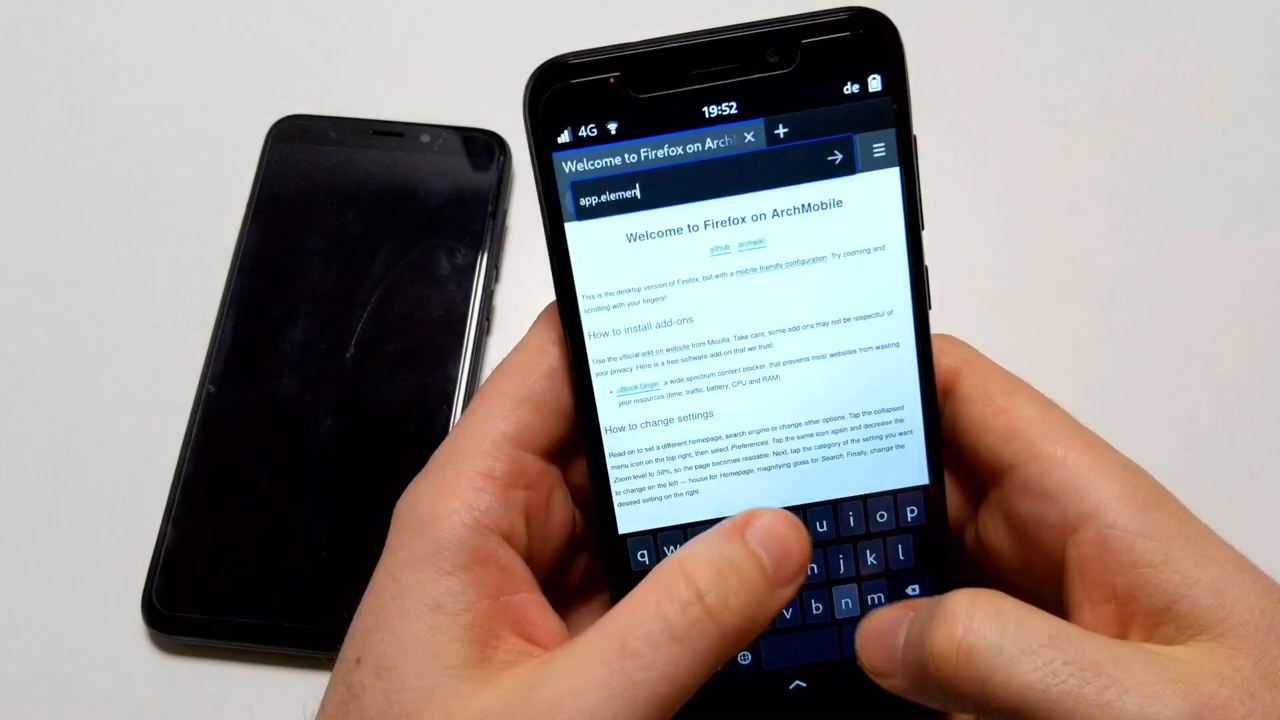 19:52
de
4G
Welcome to Firefox on Arch
app.elemen
Welcome to Firefox on ArchMobile
github - archwiki
This is the desktop version of Firefox, but with a mobile friendly configuration. Try zooming and
scrolling with your fingers!
How to install add-ons
Use the official add-on website from Mozilla. Take care, some add-ons may not be respectful of
your privacy. Here is a free software add-on that we trust:
• uBlock Origin: a wide-spectrum content blocker, that prevents most websites from wasting
your resources (time, traffic, battery, CPU and RAM)
How to change settings
Read on to set a different homepage, search engine or change other options. Tap the collapsed
menu icon on the top right, then select Preferences. Tap the same icon again and decrease the
Zoom level to 50%, so the page becomes readable. Next, tap the category of the setting you want
to change on the left — house for Homepage, magnifying glass for Search. Finally, change the
desired setting on the right.
q w u i o p
h j k l
v b n m